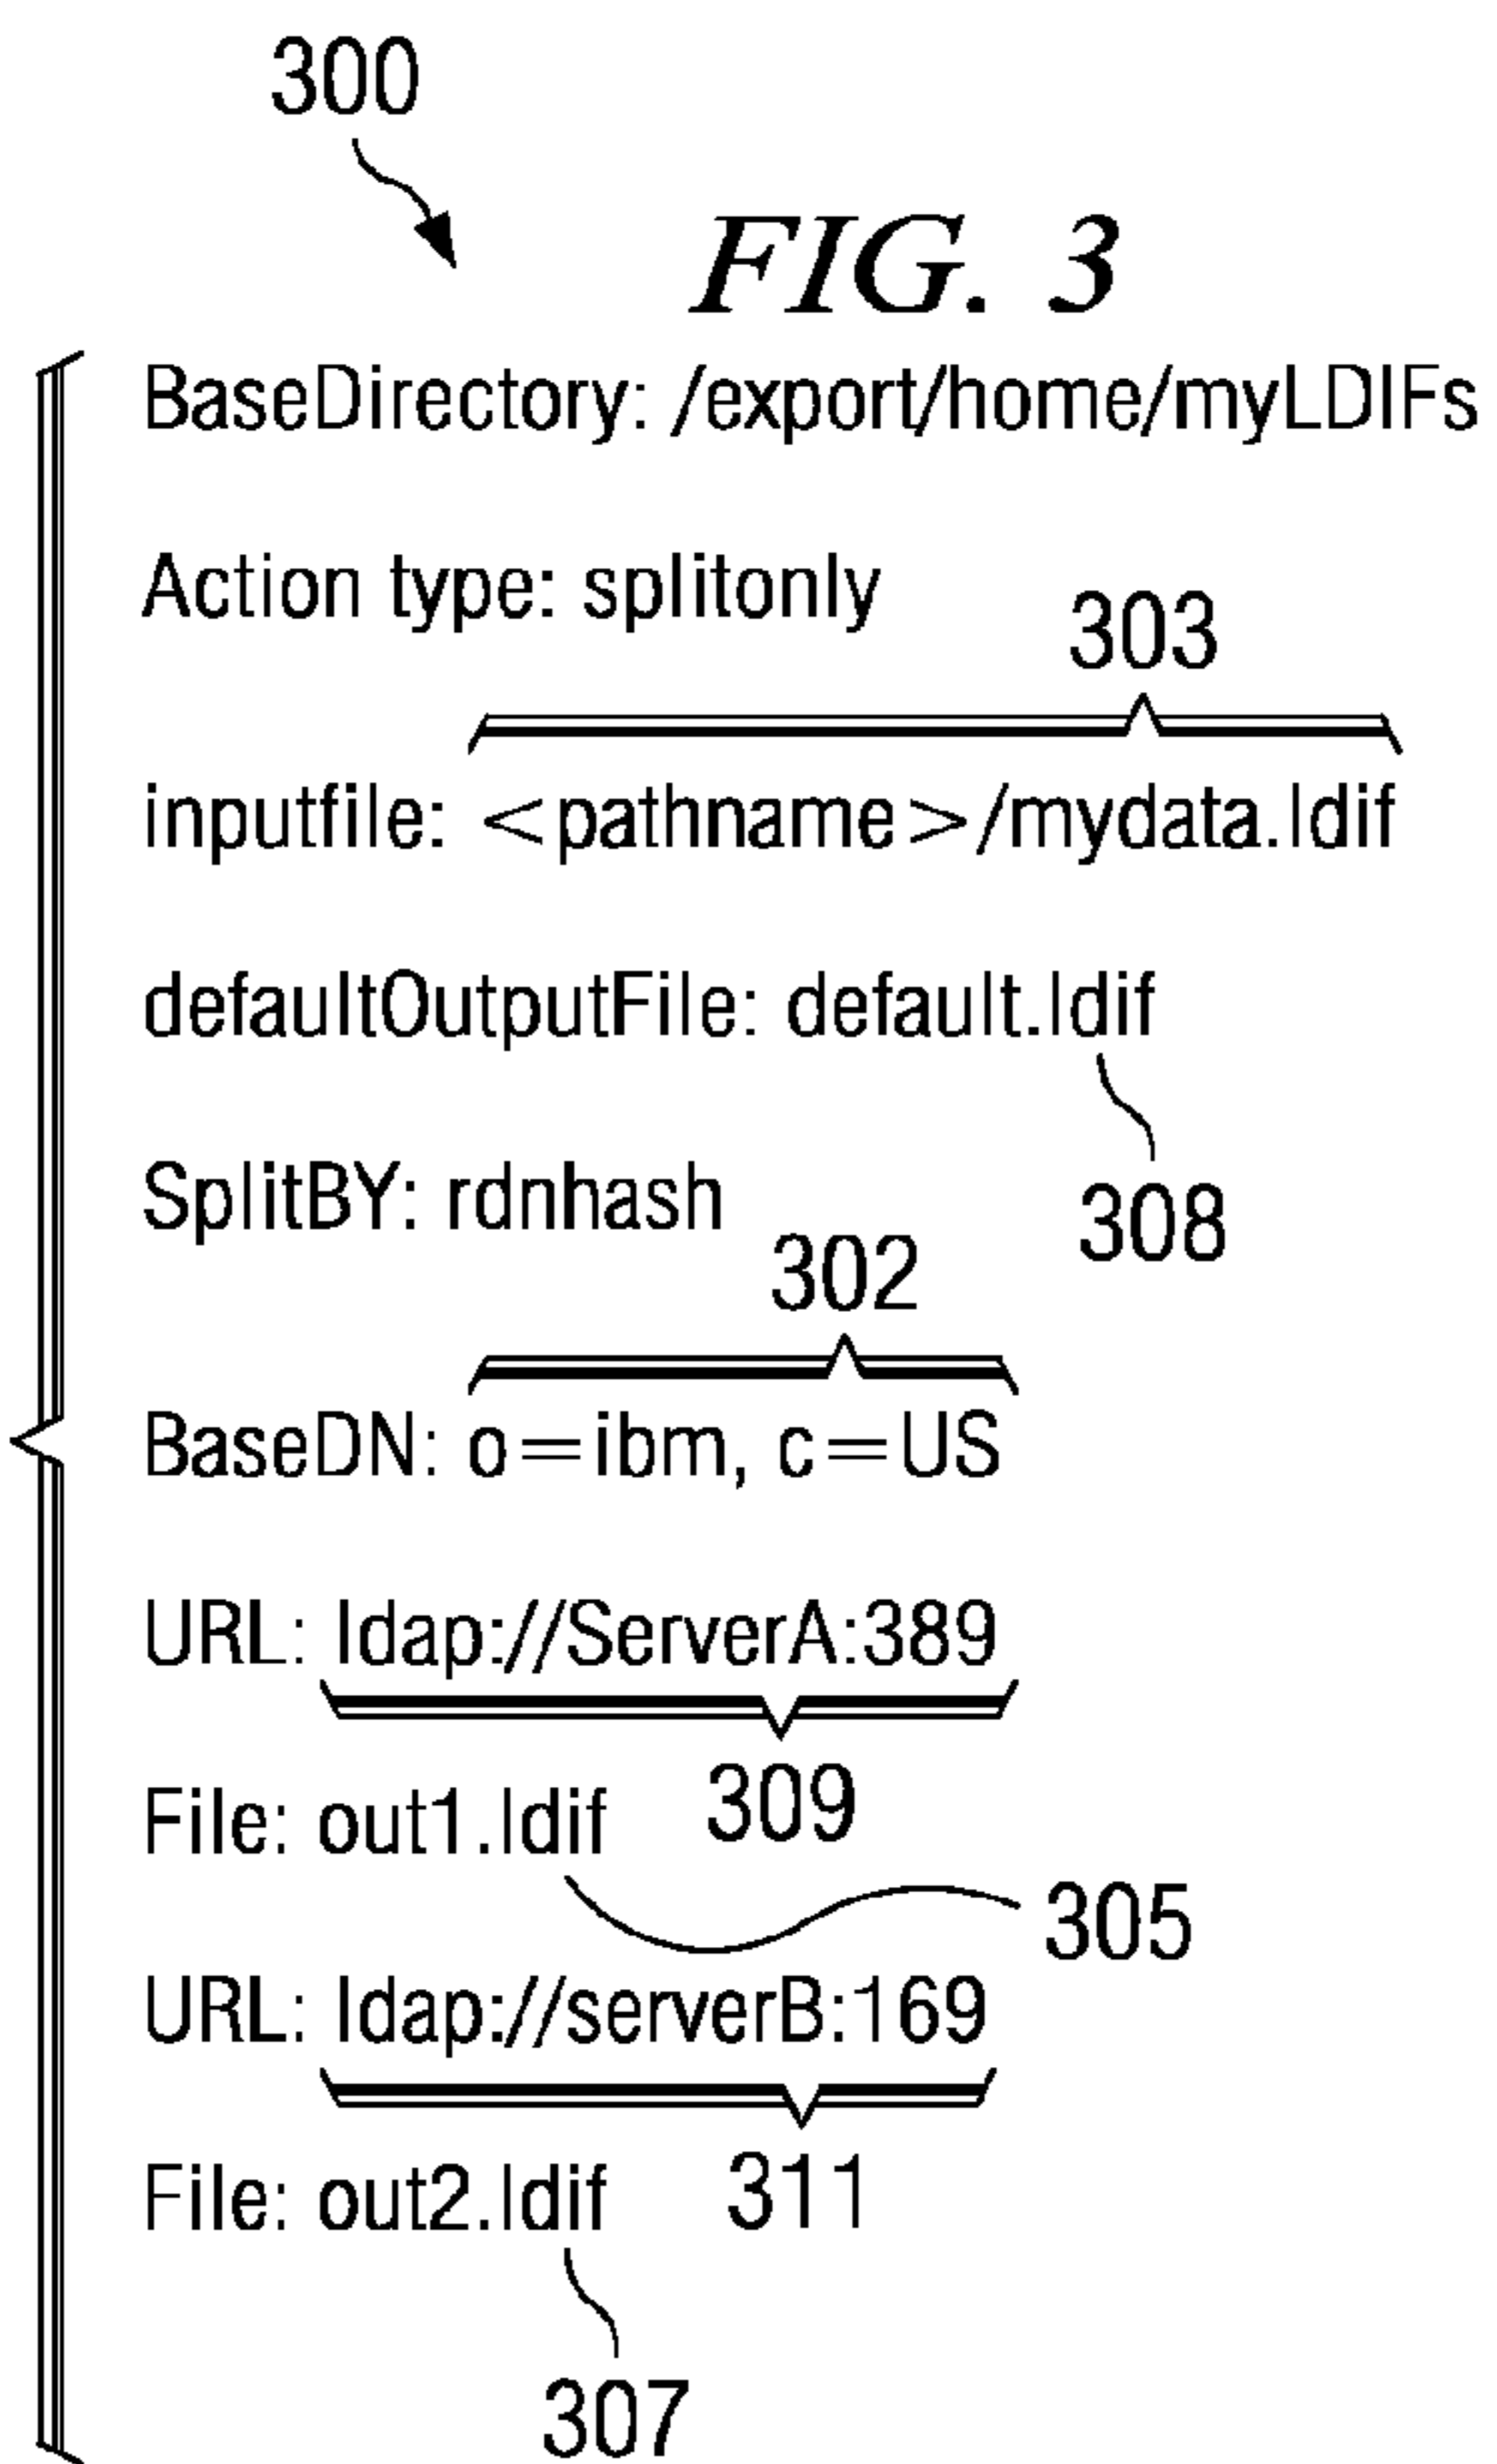 300
FIG. 3
BaseDirectory: /export/home/myLDIFs
Action type: splitonly
303
inputfile: <pathname>/mydata.ldif
defaultOutputFile: default.ldif
308
SplitBY: rdnhash
302
BaseDN: o=ibm, c=US
URL: ldap://ServerA:389
309
File: out1.ldif
305
URL: ldap://serverB:169
311
File: out2.ldif
307